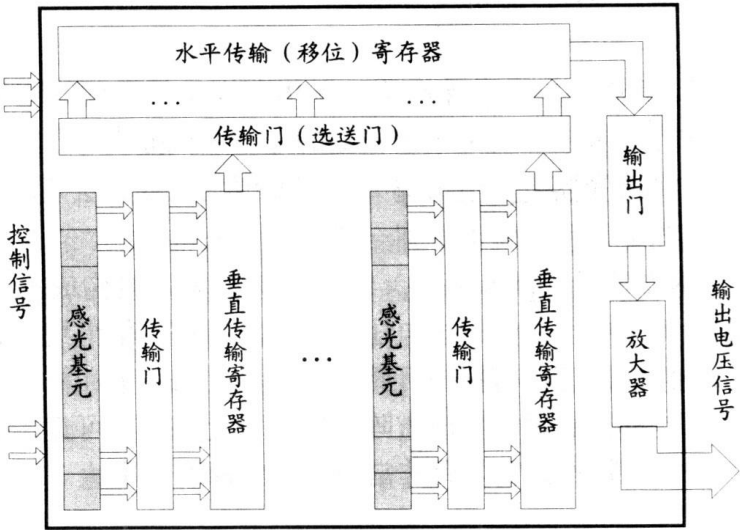 水平传输(移位)寄存器
··· ···
传输门(选送门)
控制信号
感光基元
传输门
垂直传输寄存器
···
感光基元
传输门
垂直传输寄存器
输出门
放大器
输出电压信号